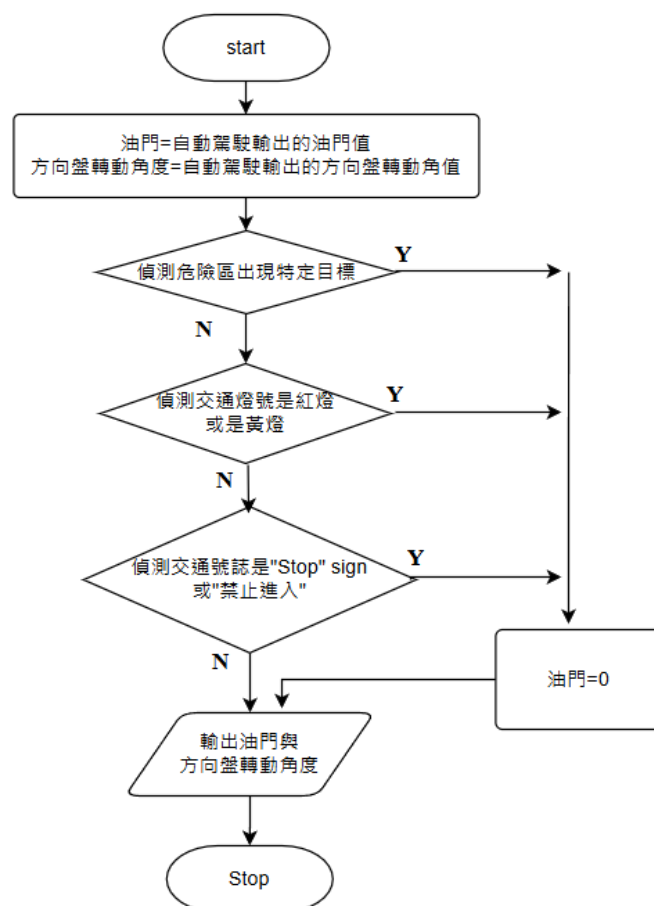 start
油門=自動駕駛輸出的油門值
方向盤轉動角度=自動駕駛輸出的方向盤轉動角值
偵測危險區出現特定目標
Y
N
偵測交通燈號是紅燈
或是黃燈
Y
N
偵測交通號誌是"Stop" sign
或"禁止進入"
Y
N
油門=0
輸出油門與
方向盤轉動角度
Stop